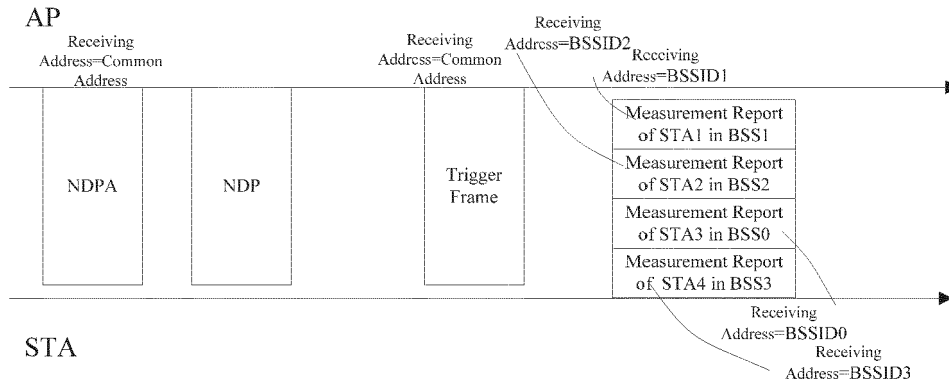 AP
Receiving
Address=Common
Address
Receiving
Address=Common
Address
Receiving
Address=BSSID2
Receiving
Address=BSSID1
NDPA
NDP
Trigger
Frame
Measurement Report
of STA1 in BSS1
Measurement Report
of STA2 in BSS2
Measurement Report
of STA3 in BSS0
Measurement Report
of STA4 in BSS3
Receiving
Address=BSSID0
Receiving
Address=BSSID3
STA